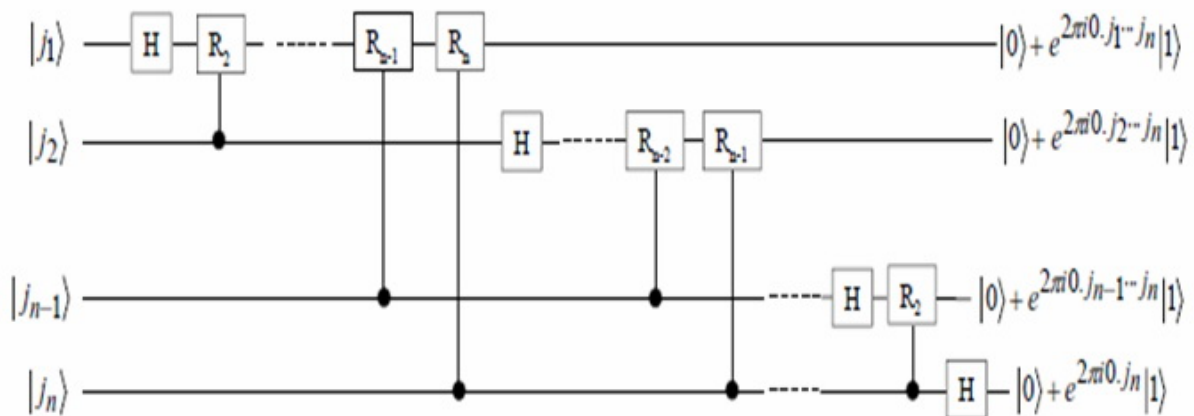 |j₁⟩ H R₂ Rₙ₋₁ Rₙ |0⟩ + e^{2πi0.j₁...jₙ}|1⟩
|j₂⟩ H Rₙ₋₂ Rₙ₋₁ |0⟩ + e^{2πi0.j₂...jₙ}|1⟩
|jₙ₋₁⟩ H R₂ |0⟩ + e^{2πi0.jₙ₋₁...jₙ}|1⟩
|jₙ⟩ H |0⟩ + e^{2πi0.jₙ}|1⟩